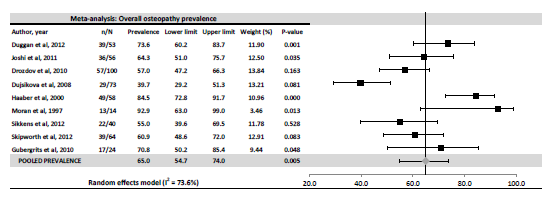 Meta-analysis: Overall osteopathy prevalence
Author, year n/N Prevalence Lower limit Upper limit Weight (%) P-value
Duggan et al, 2012 39/53 73.6 60.2 83.7 11.90 0.001
Joshi et al, 2011 36/56 64.3 51.0 75.7 12.50 0.035
Drozdov et al, 2010 57/100 57.0 47.2 66.3 13.84 0.163
Dujsikova et al, 2008 29/73 39.7 29.2 51.3 13.21 0.081
Haaber et al, 2000 49/58 84.5 72.8 91.7 10.96 0.000
Moran et al, 1997 13/14 92.9 63.0 99.0 3.46 0.013
Sikkens et al, 2012 22/40 55.0 39.6 69.5 11.78 0.528
Skipworth et al, 2012 39/64 60.9 48.6 72.0 12.91 0.083
Gubergrits et al, 2010 17/24 70.8 50.2 85.4 9.44 0.048
POOLED PREVALENCE 65.0 54.7 74.0 0.005
Random effects model (I² = 73.6%)
20.0 40.0 60.0 80.0 100.0